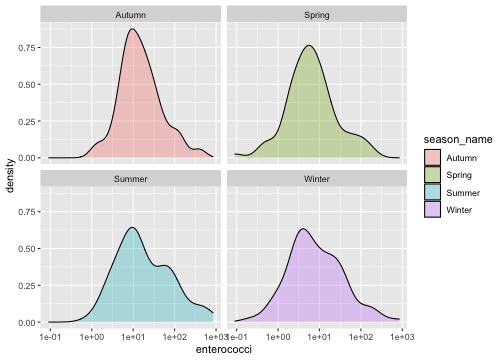 Autumn Spring
0.75
0.50
0.25
0.00
density
season_name
Autumn
Spring
Summer
Winter
Summer Winter
0.75
0.50
0.25
0.00
1e-01 1e+00 1e+01 1e+02 1e+03 1e-01 1e+00 1e+01 1e+02 1e+03
enterococci